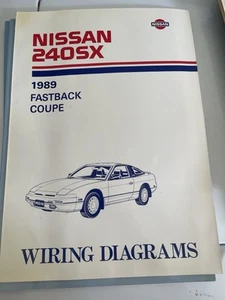 NISSAN
240SX
NISSAN
1989
FASTBACK
COUPE
WIRING DIAGRAMS